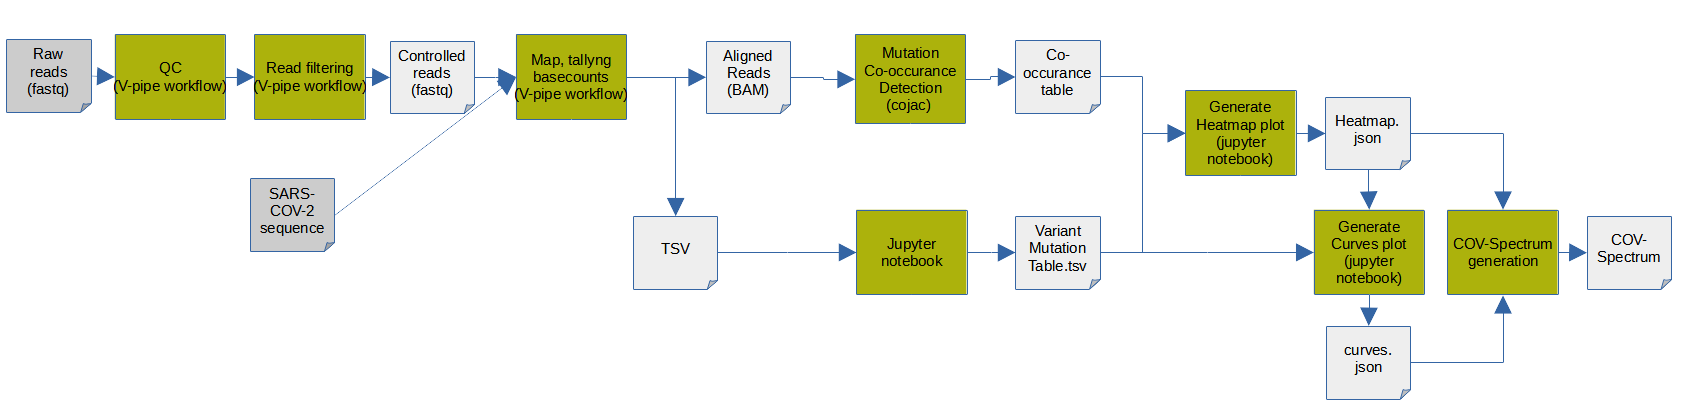 Raw
reads
(fastq)
QC
(V-pipe workflow)
Read filtering
(V-pipe workflow)
Controlled
reads
(fastq)
Map, tallyng
basecounts
(V-pipe workflow)
Aligned
Reads
(BAM)
Mutation
Co-occurance
Detection
(cojac)
Co-
occurance
table
Generate
Heatmap plot
(jupyter
notebook)
Heatmap.
json
SARS-
COV-2
sequence
TSV
Jupyter
notebook
Variant
Mutation
Table.tsv
Generate
Curves plot
(jupyter
notebook)
COV-Spectrum
generation
COV-
Spectrum
curves.
json